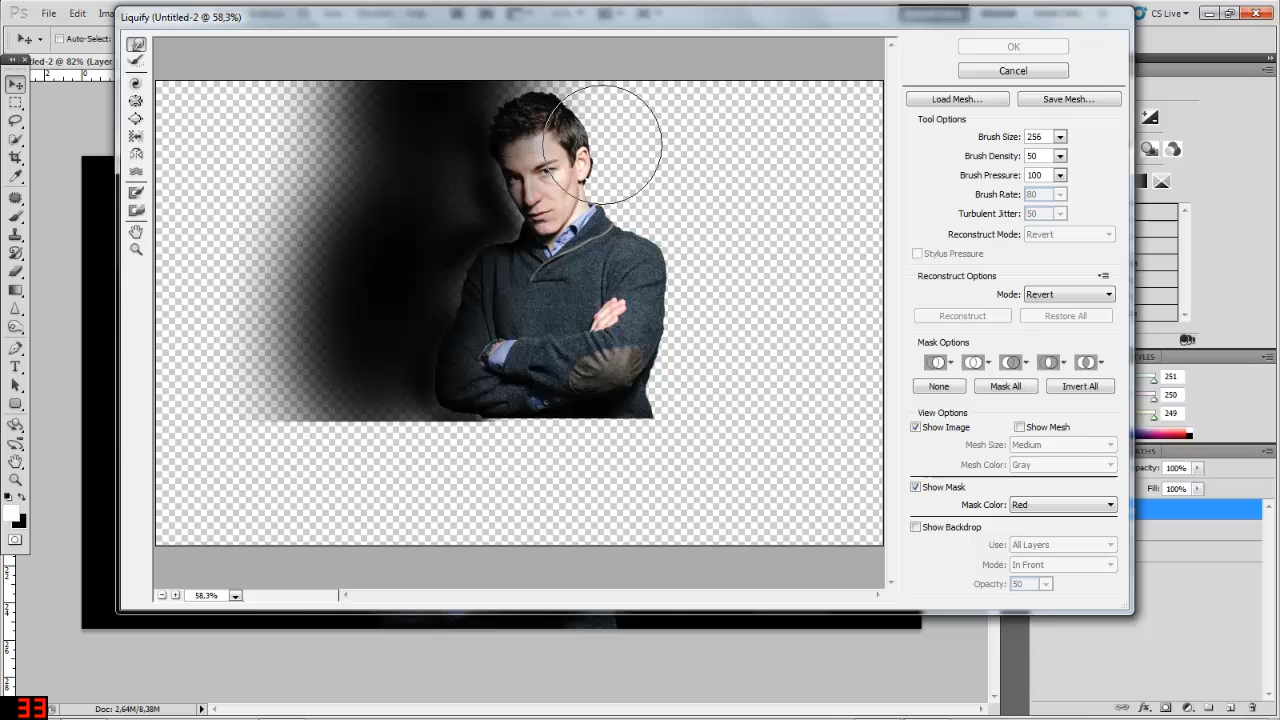 Liquify (Untitled-2 @ 58,3%)
Ps File Edit Ima
CS Live
Auto-Select:
led-2 @ 82% (Layer
OK
Cancel
Load Mesh... Save Mesh...
Tool Options
Brush Size: 256
Brush Density: 50
Brush Pressure: 100
Brush Rate: 80
Turbulent Jitter: 50
Reconstruct Mode: Revert
Stylus Pressure
Reconstruct Options
Mode: Revert
Reconstruct Restore All
Mask Options
None Mask All Invert All
View Options
Show Image Show Mesh
Mesh Size: Medium
Mesh Color: Gray
Show Mask
Mask Color: Red
Show Backdrop
Use: All Layers
Mode: In Front
Opacity: 50
STYLES
251
250
249
ATHS
pacity: 100%
Fill: 100%
58,3%
33
Doc: 2,64M/8,38M